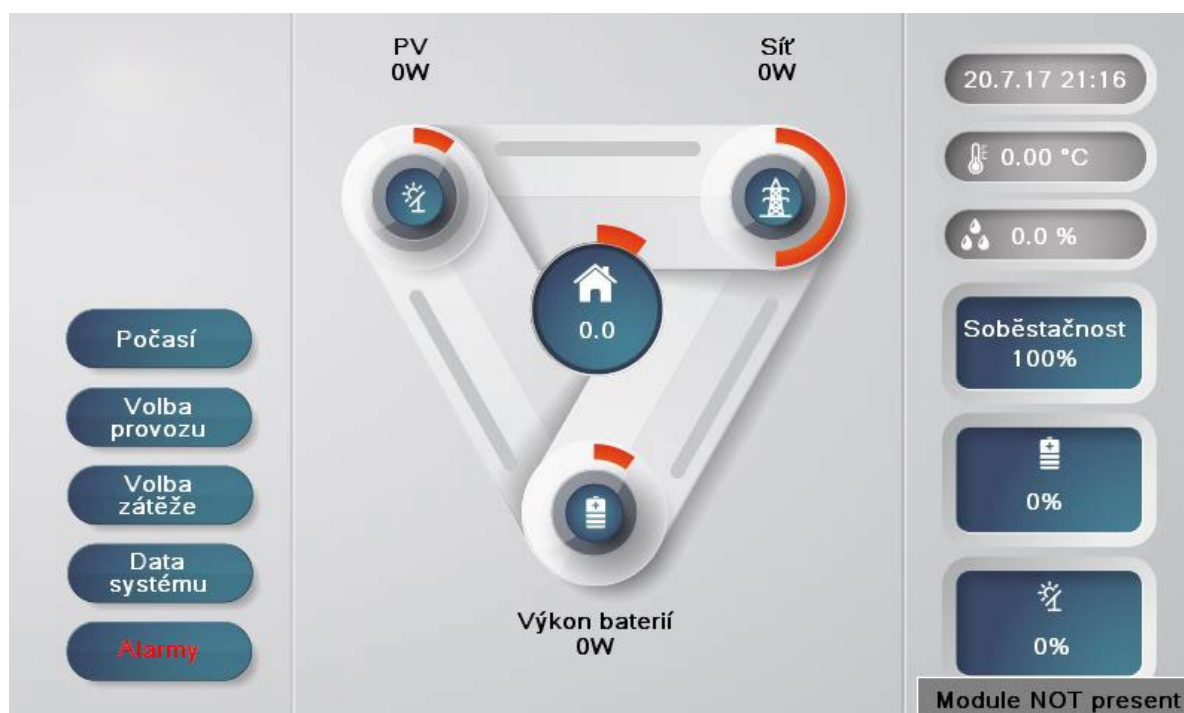 PV
0W
Síť
0W
20.7.17 21:16
0.00 °C
0.0 %
0.0
Počasí
Volba
provozu
Volba
zátěže
Data
systému
Alarmy
Soběstačnost
100%
0%
0%
Výkon baterií
0W
Module NOT present